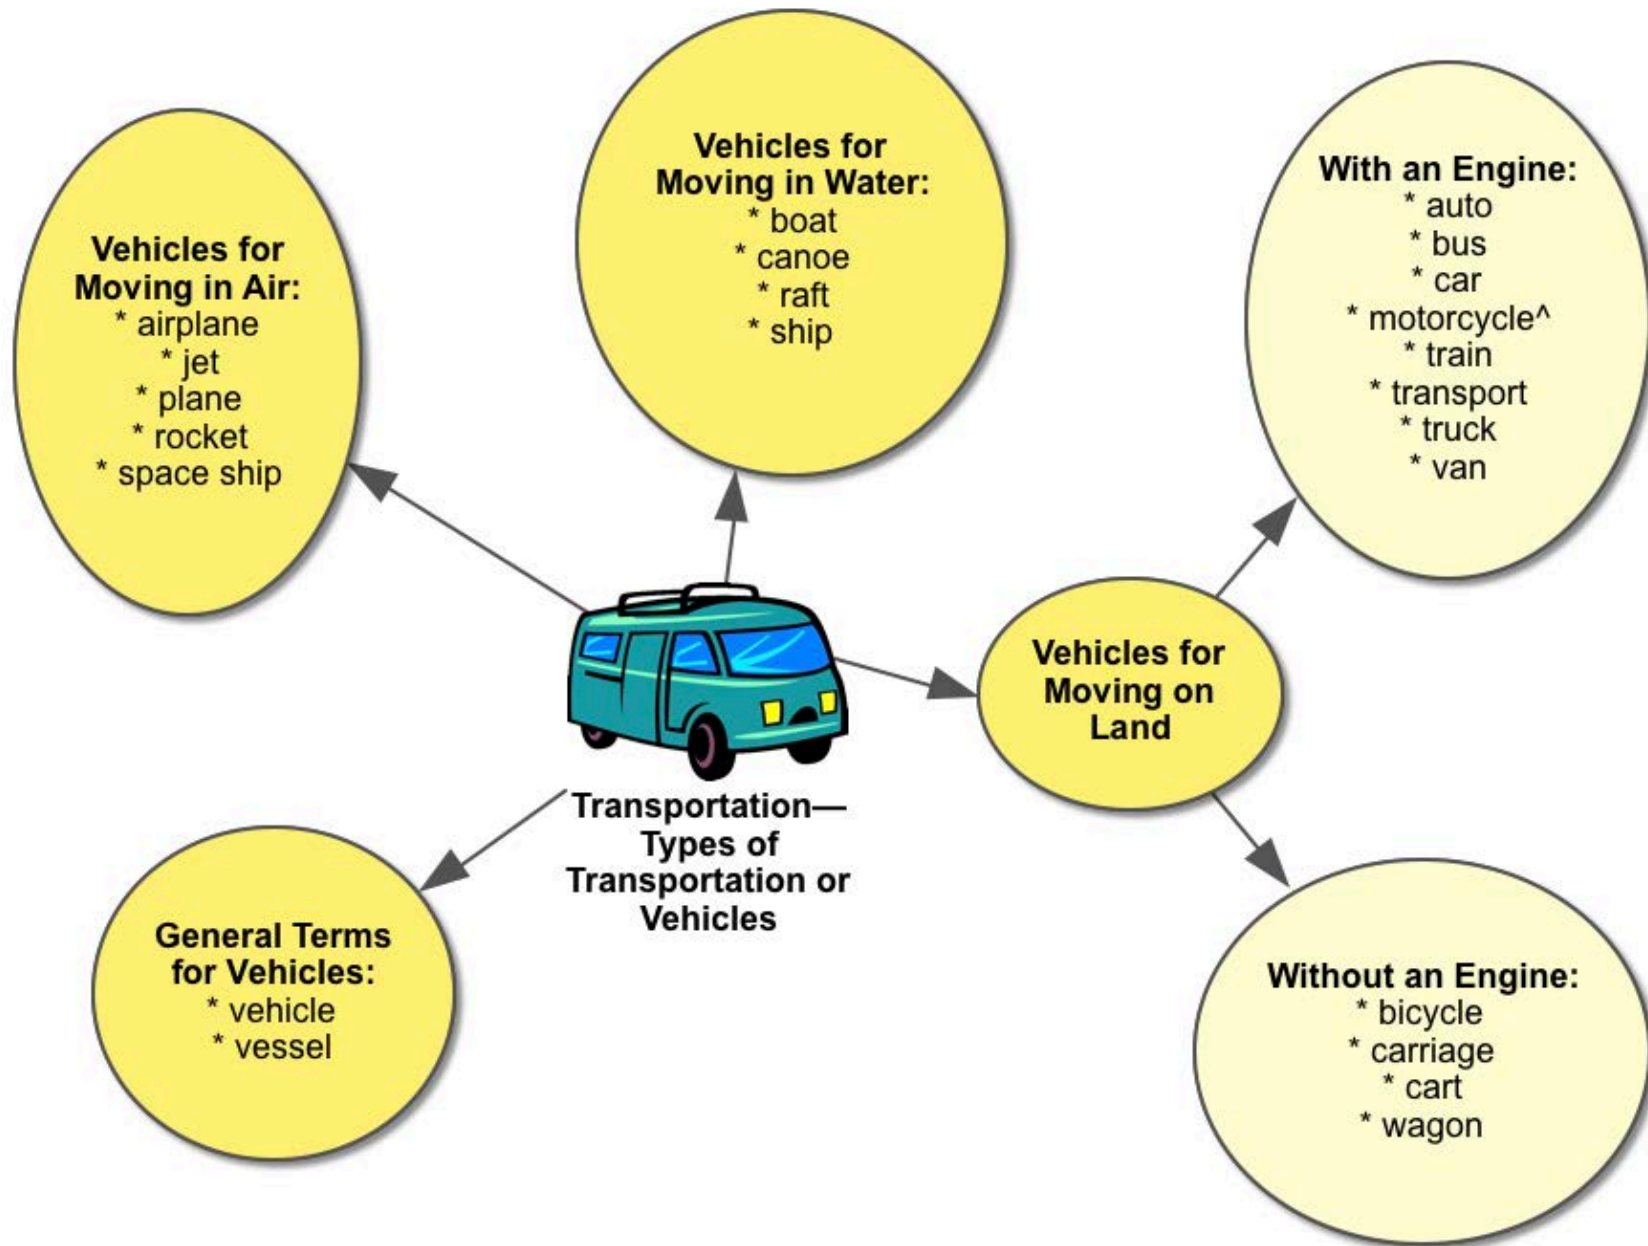 Vehicles for
Moving in Air:
* airplane
* jet
* plane
* rocket
* space ship
Vehicles for
Moving in Water:
* boat
* canoe
* raft
* ship
With an Engine:
* auto
* bus
* car
* motorcycle^
* train
* transport
* truck
* van
Vehicles for
Moving on
Land
Transportation—
Types of
Transportation or
Vehicles
General Terms
for Vehicles:
* vehicle
* vessel
Without an Engine:
* bicycle
* carriage
* cart
* wagon